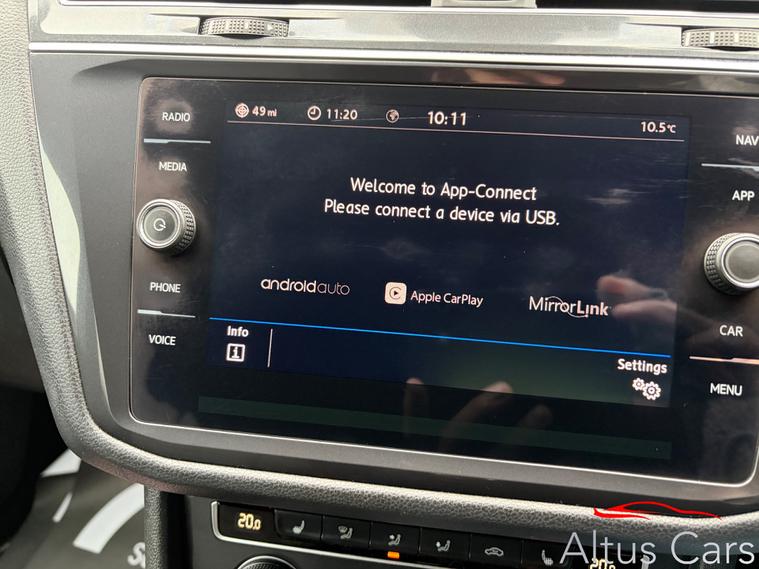 RADIO
MEDIA
PHONE
VOICE
49 mi
11:20
10:11
10.5°C
Welcome to App-Connect
Please connect a device via USB.
androidauto
Apple CarPlay
MirrorLink
Info
Settings
NAV
APP
CAR
MENU
20.0
Altus Cars